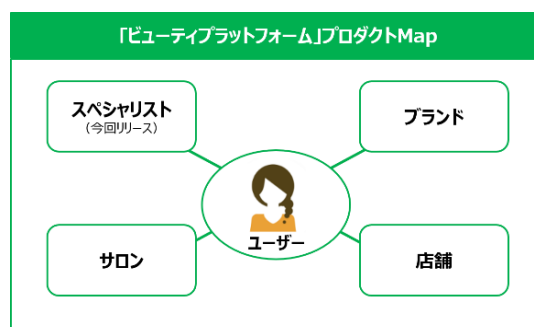 「ビューティプラットフォーム」プロダクトMap
スペシャリスト
(今回リリース)
ブランド
ユーザー
サロン
店舗